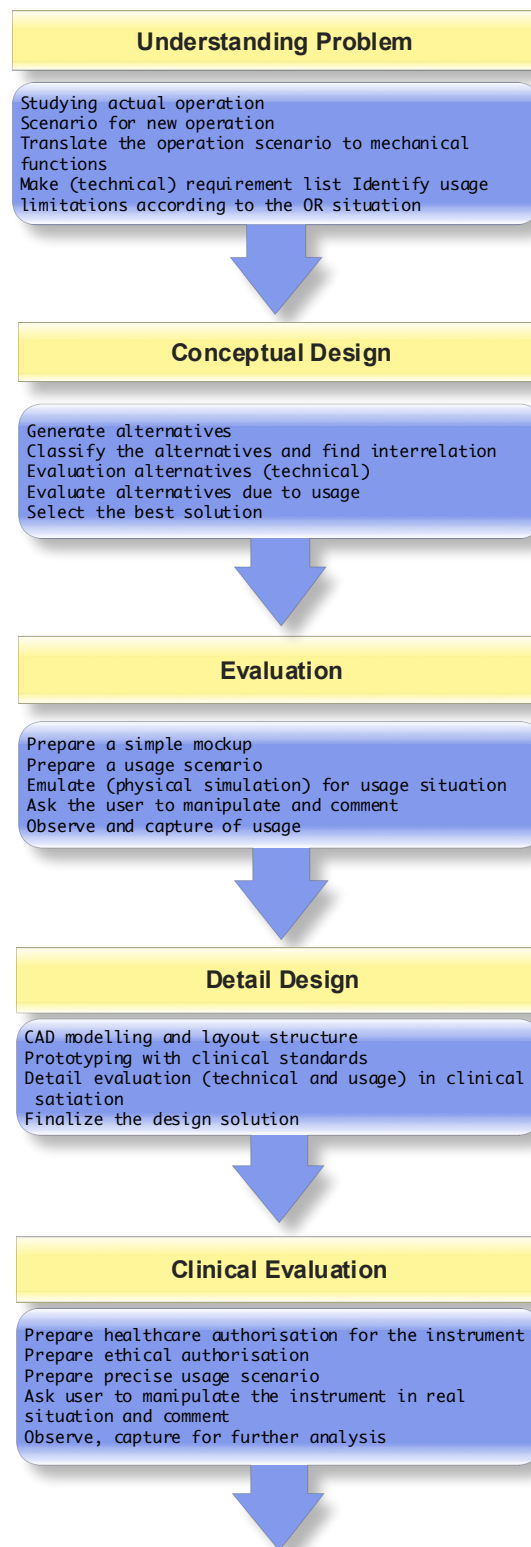 Understanding Problem
Studying actual operation
Scenario for new operation
Translate the operation scenario to mechanical
functions
Make (technical) requirement list Identify usage
limitations according to the OR situation
Conceptual Design
Generate alternatives
Classify the alternatives and find interrelation
Evaluation alternatives (technical)
Evaluate alternatives due to usage
Select the best solution
Evaluation
Prepare a simple mockup
Prepare a usage scenario
Emulate (physical simulation) for usage situation
Ask the user to manipulate and comment
Observe and capture of usage
Detail Design
CAD modelling and layout structure
Prototyping with clinical standards
Detail evaluation (technical and usage) in clinical
satiation
Finalize the design solution
Clinical Evaluation
Prepare healthcare authorisation for the instrument
Prepare ethical authorisation
Prepare precise usage scenario
Ask user to manipulate the instrument in real
situation and comment
Observe, capture for further analysis